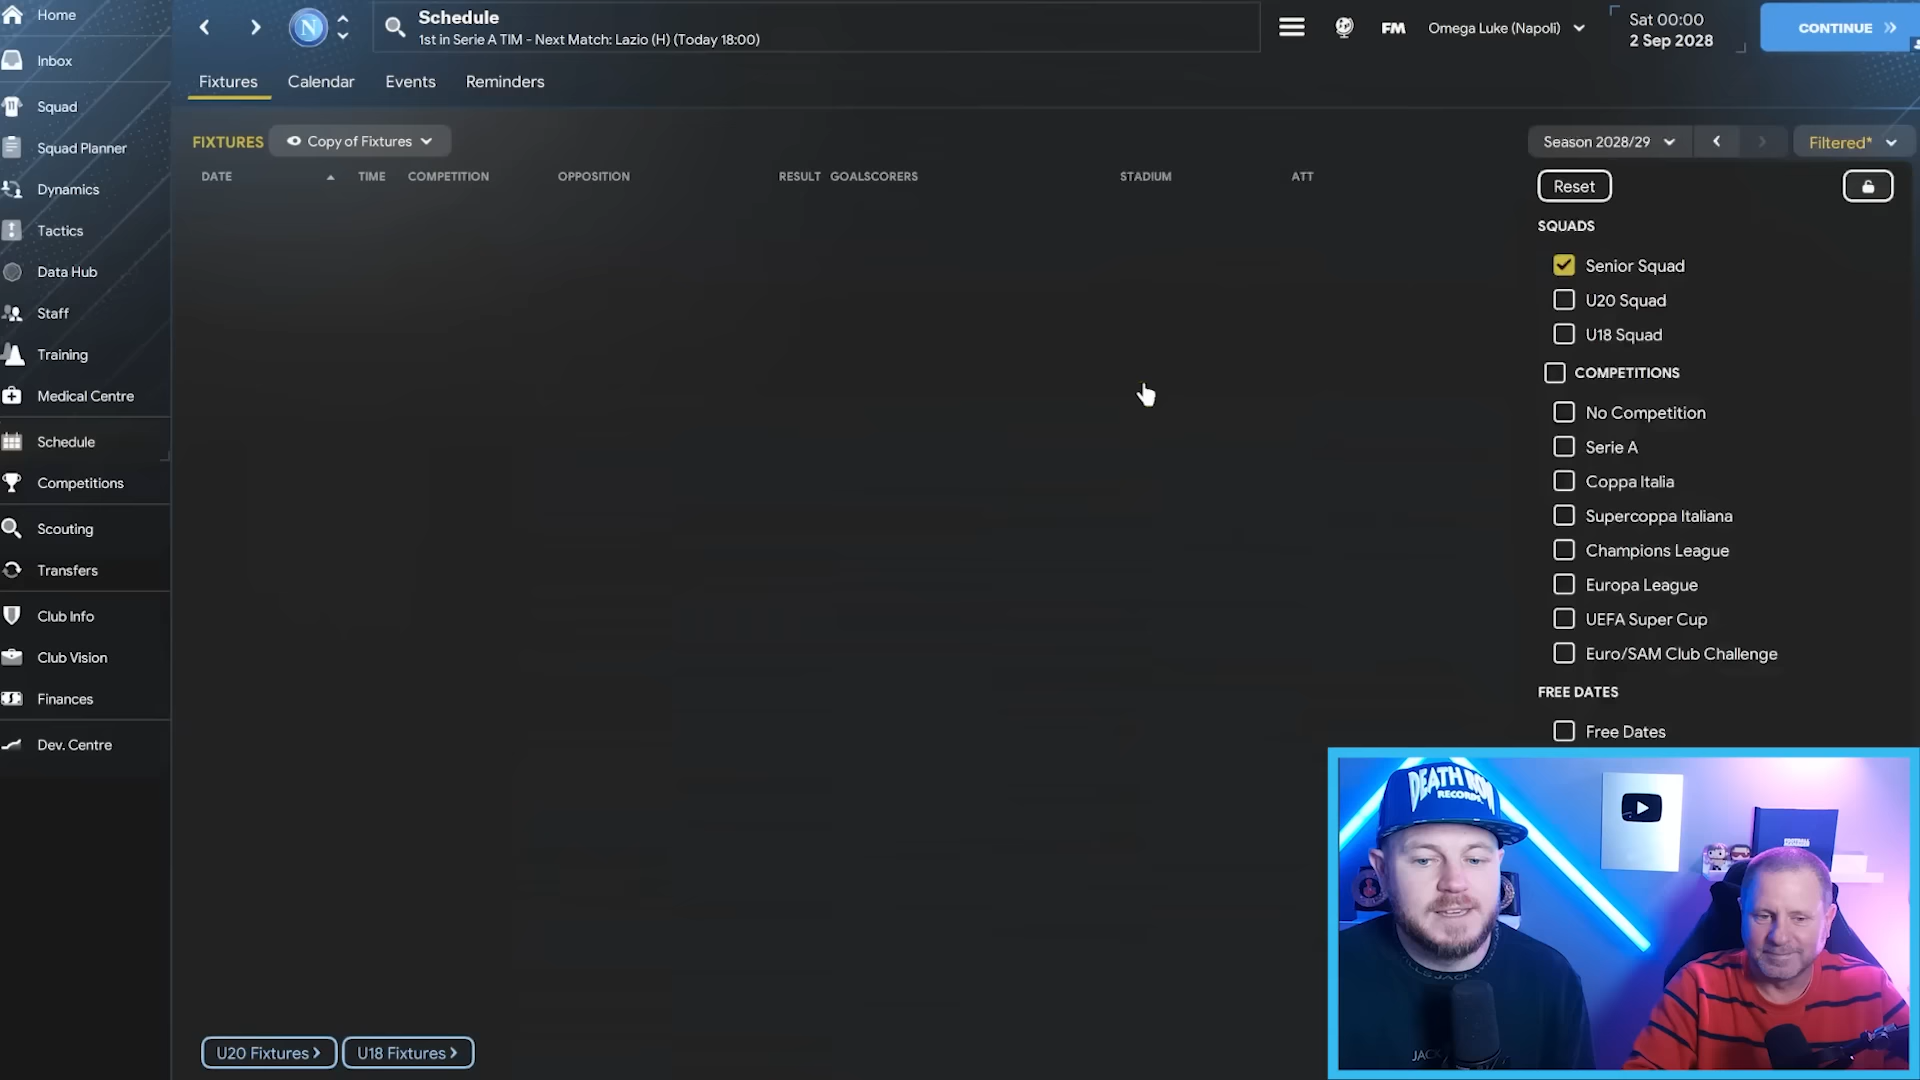 Home
Inbox
Squad
Squad Planner
Dynamics
Tactics
Data Hub
Staff
Training
Medical Centre
Schedule
Competitions
Scouting
Transfers
Club Info
Club Vision
Finances
Dev. Centre
N
Schedule
1st in Serie A TIM - Next Match: Lazio (H) (Today 18:00)
FM
Omega Luke (Napoli)
Sat 00:00
2 Sep 2028
CONTINUE
Fixtures Calendar Events Reminders
FIXTURES Copy of Fixtures
Season 2028/29
Filtered*
DATE TIME COMPETITION OPPOSITION RESULT GOALSCORERS STADIUM ATT
Reset
SQUADS
Senior Squad
U20 Squad
U18 Squad
COMPETITIONS
No Competition
Serie A
Coppa Italia
Supercoppa Italiana
Champions League
Europa League
UEFA Super Cup
Euro/SAM Club Challenge
FREE DATES
Free Dates
DEATH ROW
RECORDS
JACK
U20 Fixtures U18 Fixtures